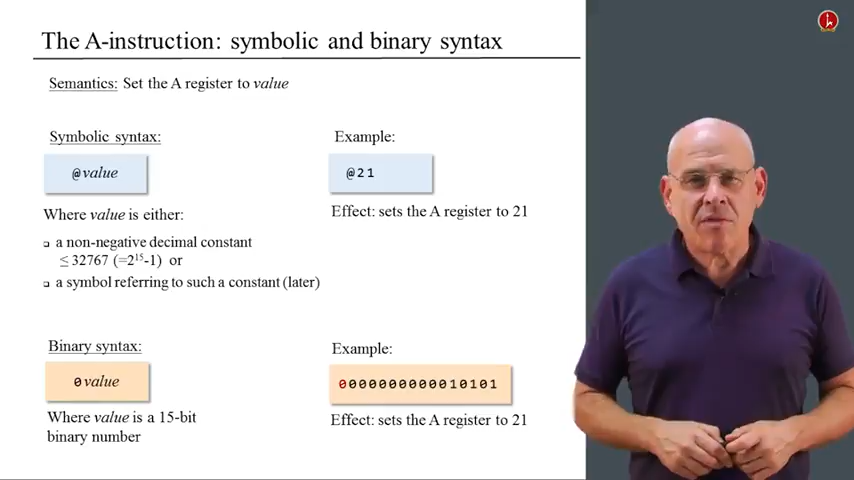 The A-instruction: symbolic and binary syntax
Semantics: Set the A register to value
Symbolic syntax:
@value
Where value is either:
❑ a non-negative decimal constant
≤ 32767 (=2¹⁵-1) or
❑ a symbol referring to such a constant (later)
Example:
@21
Effect: sets the A register to 21
Binary syntax:
0value
Where value is a 15-bit
binary number
Example:
0000000000010101
Effect: sets the A register to 21